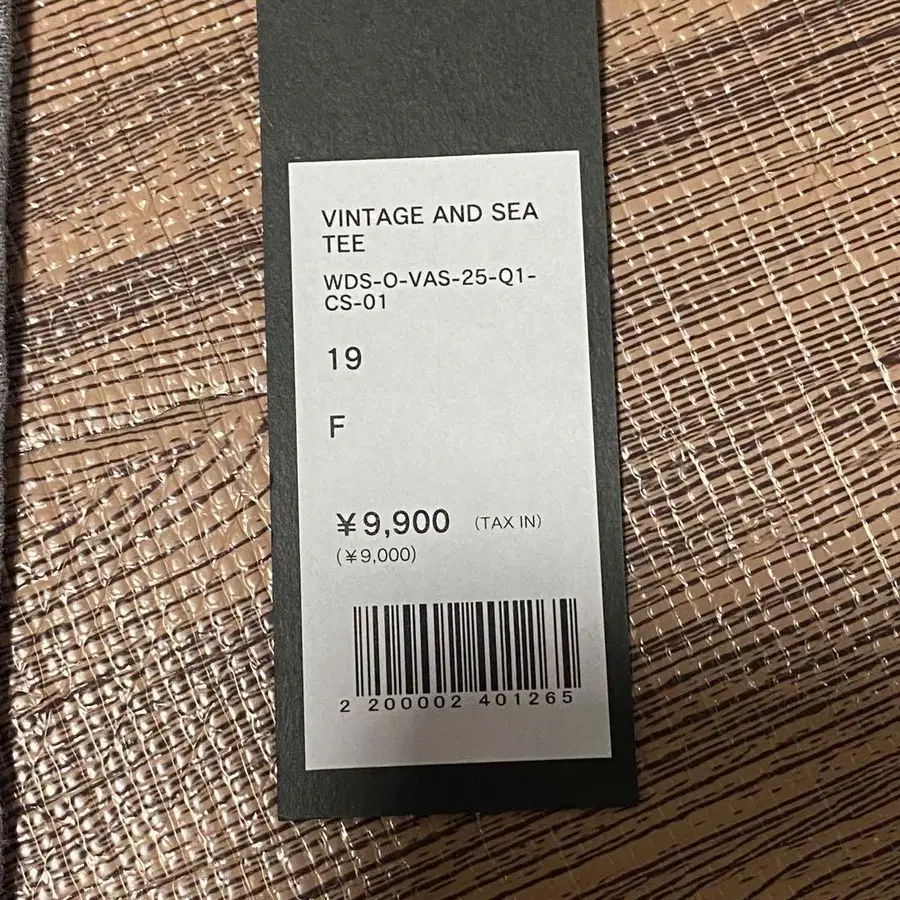 VINTAGE AND SEA
TEE
WDS-O-VAS-25-Q1-
CS-01
19
F
¥9,900 (TAX IN)
(¥9,000)
2 200002 401265